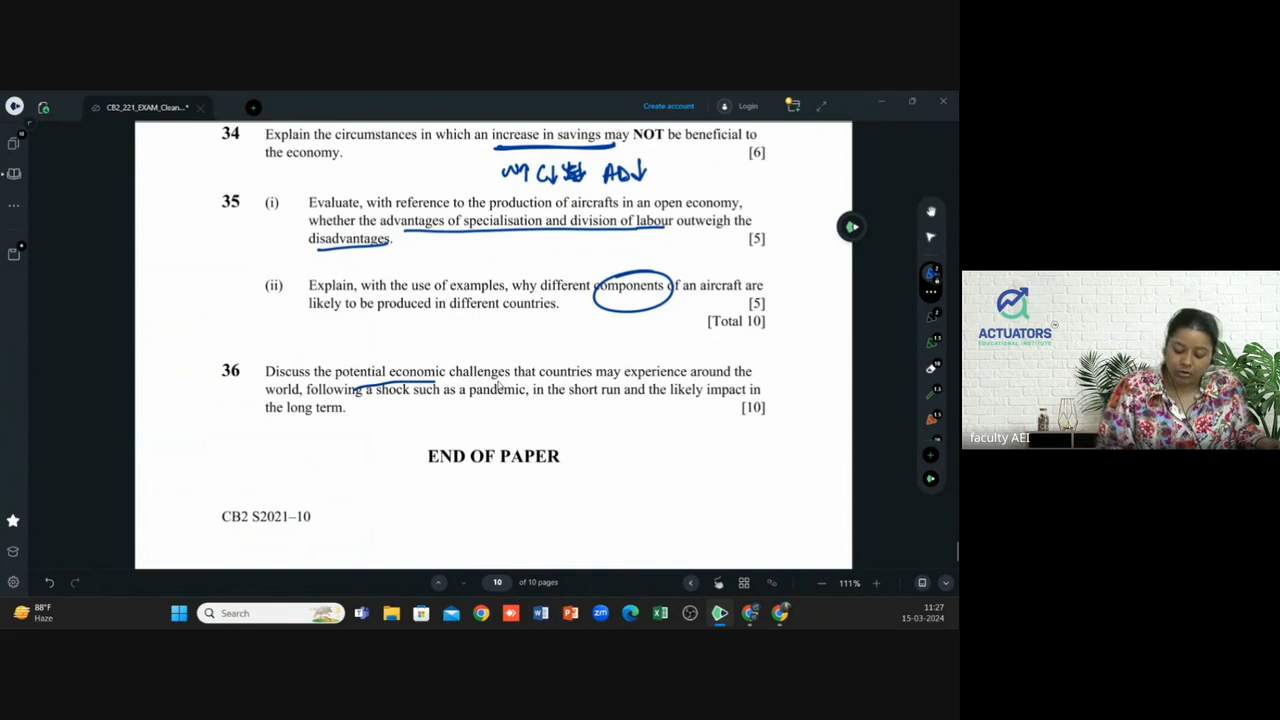 CB2_221_EXAM_Clean...*
Create account
Login
34 Explain the circumstances in which an increase in savings may NOT be beneficial to
the economy. [6]
C↓ AD↓
35 (i) Evaluate, with reference to the production of aircrafts in an open economy,
whether the advantages of specialisation and division of labour outweigh the
disadvantages. [5]
(ii) Explain, with the use of examples, why different components of an aircraft are
likely to be produced in different countries. [5]
[Total 10]
36 Discuss the potential economic challenges that countries may experience around the
world, following a shock such as a pandemic, in the short run and the likely impact in
the long term. [10]
END OF PAPER
CB2 S2021–10
10 of 10 pages
111%
88°F
Haze
Search
11:27
15-03-2024
ACTUATORS
EDUCATIONAL INSTITUTE
faculty AEI